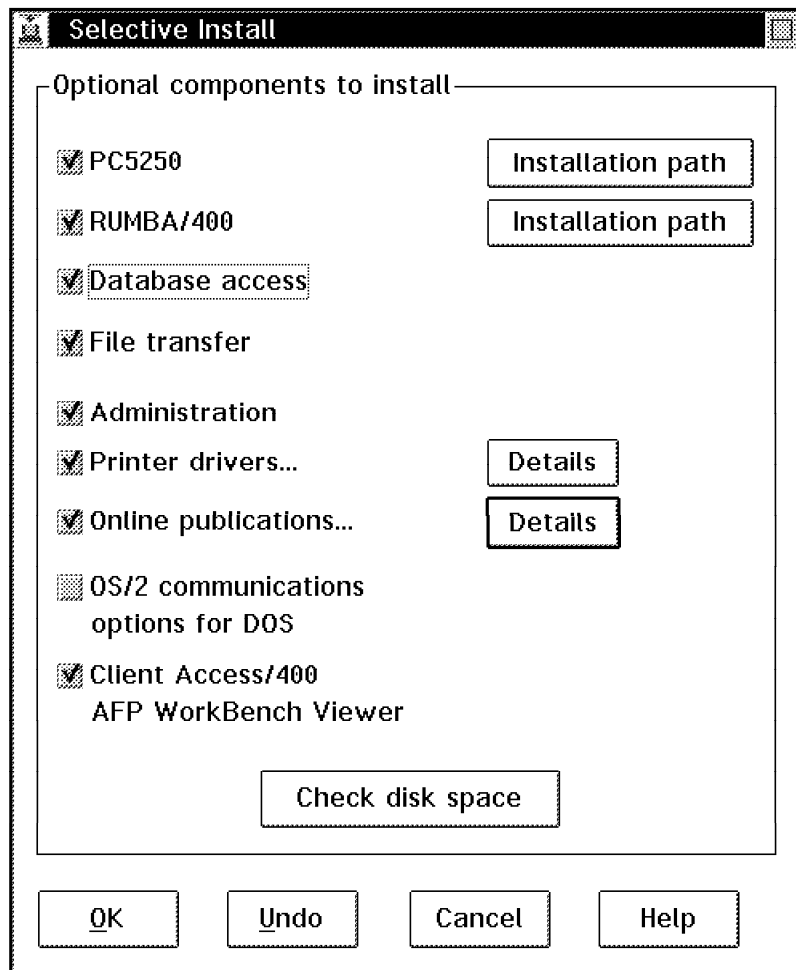 Selective Install
Optional components to install
PC5250 Installation path
RUMBA/400 Installation path
Database access
File transfer
Administration
Printer drivers... Details
Online publications... Details
OS/2 communications
options for DOS
Client Access/400
AFP WorkBench Viewer
Check disk space
OK Undo Cancel Help